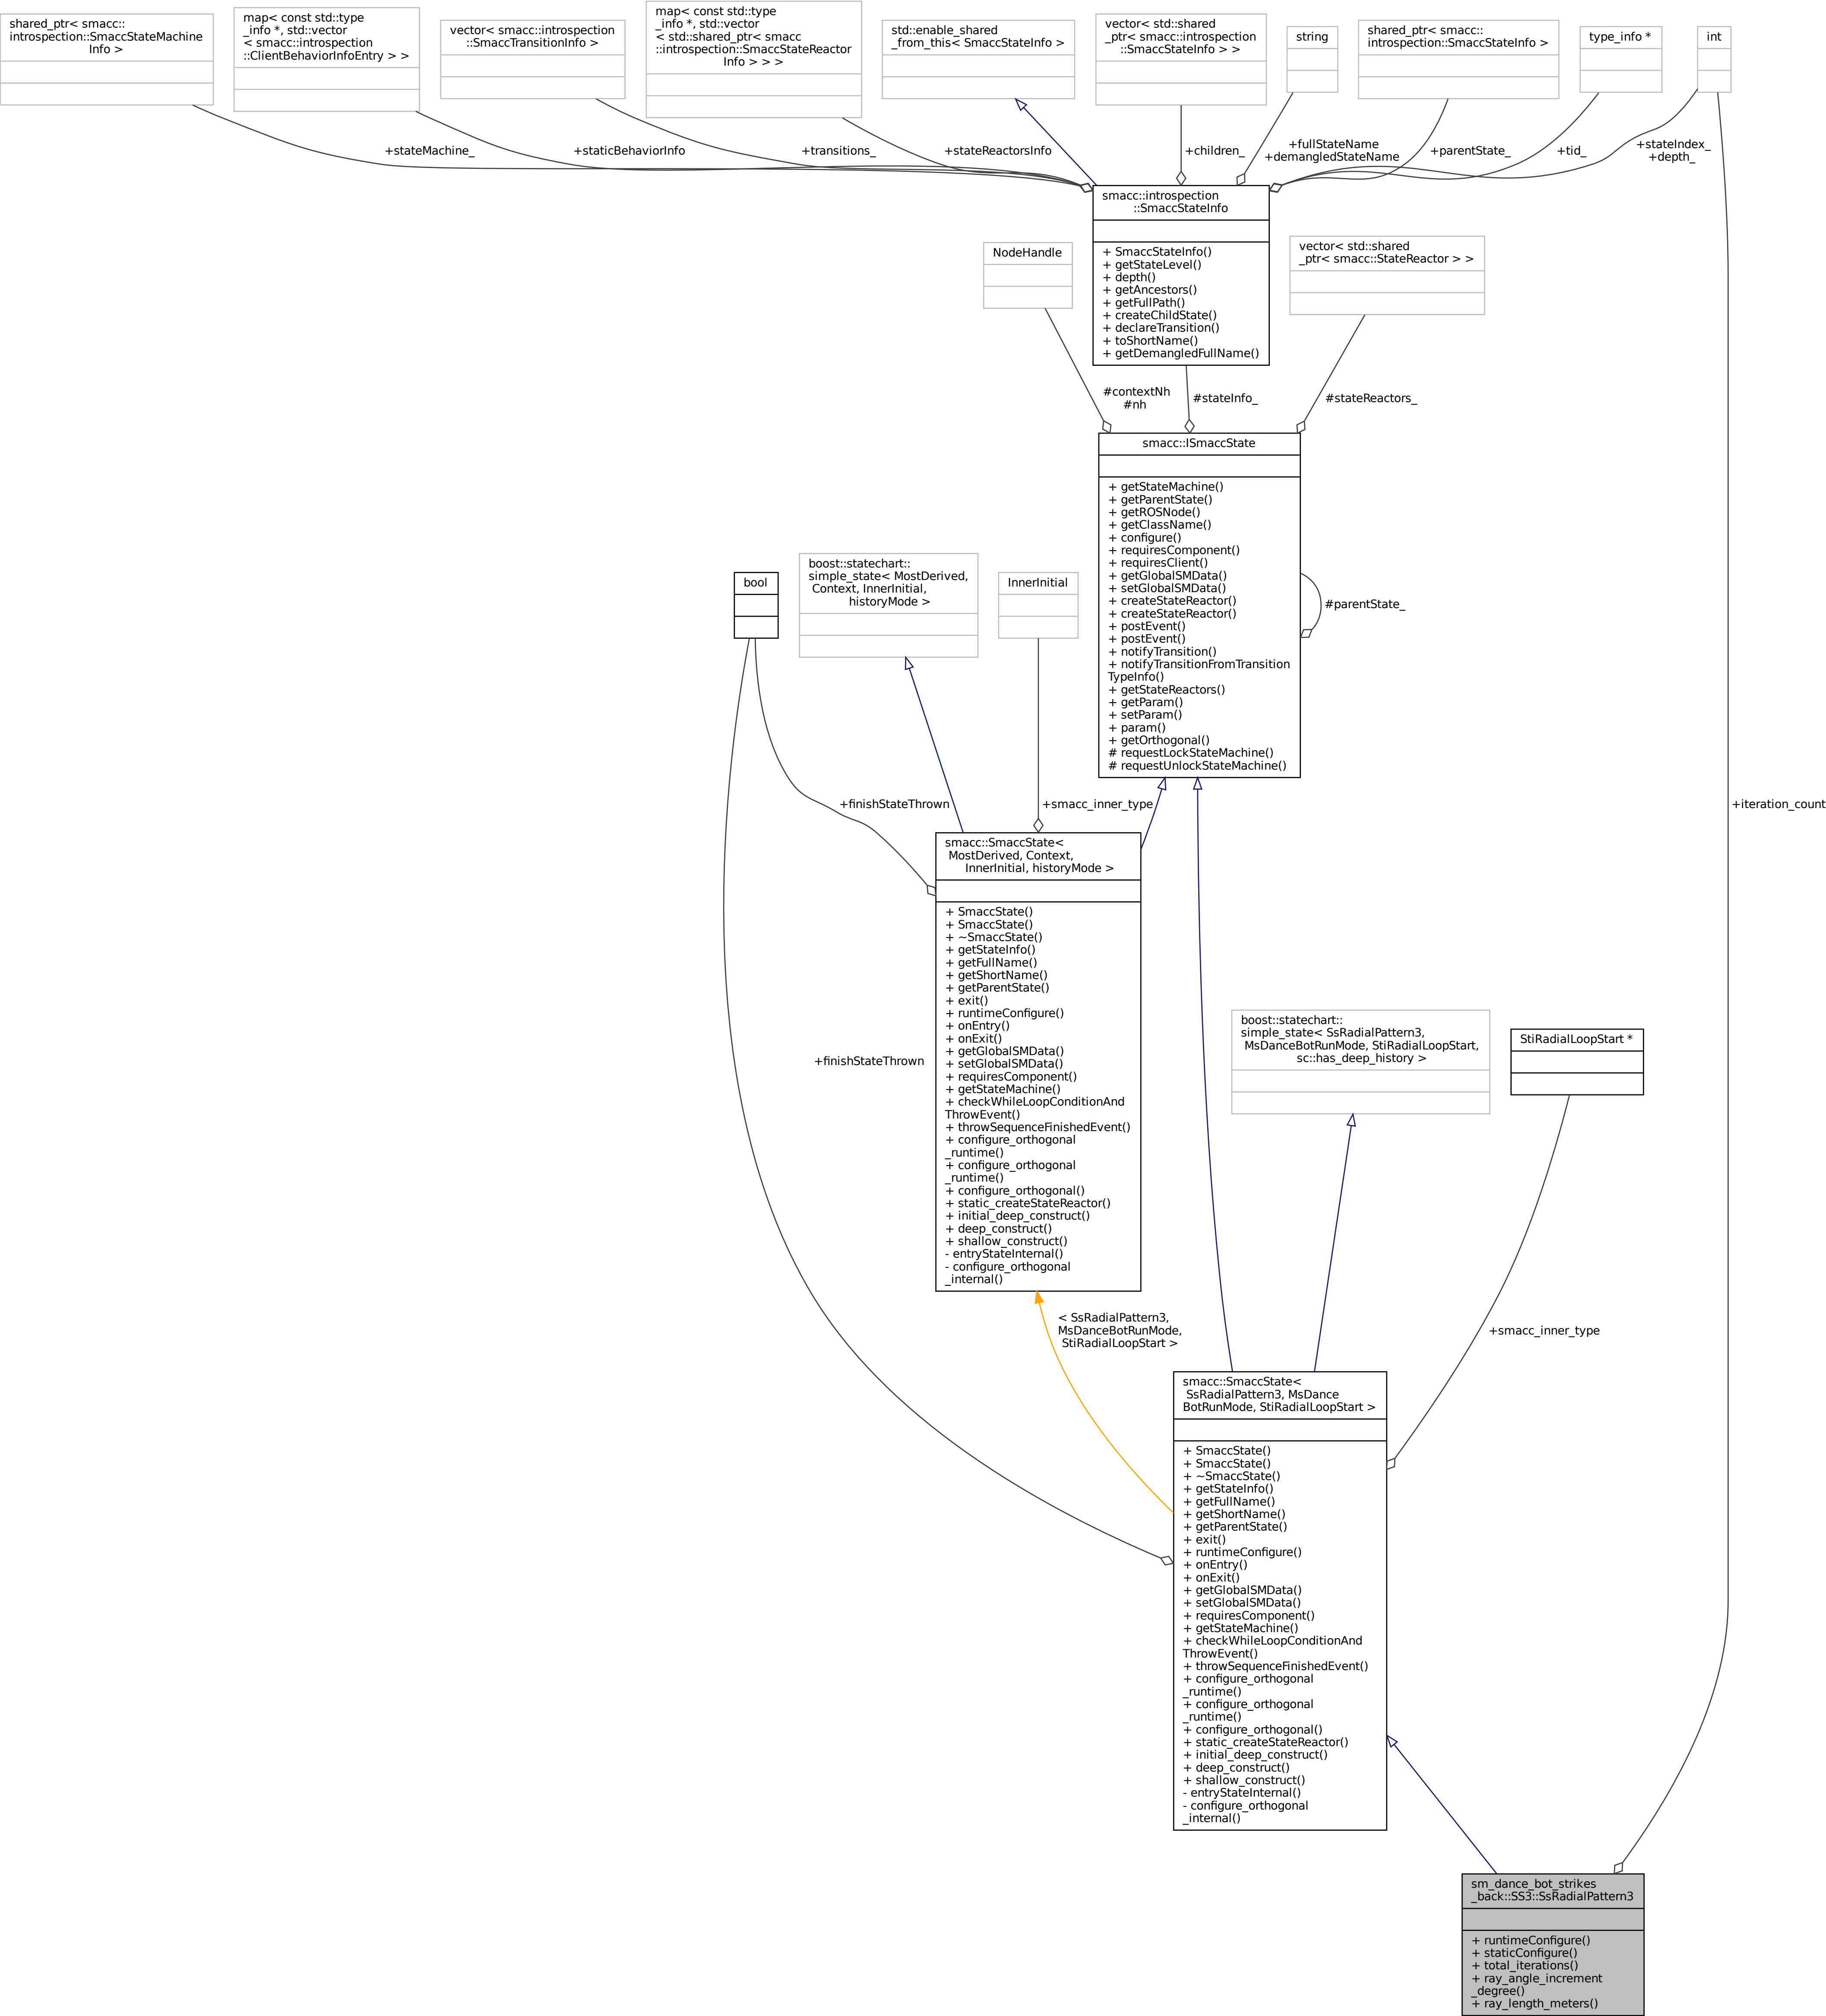 shared_ptr< smacc::
introspection::SmaccStateMachine
Info >
map< const std::type
_info *, std::vector
< smacc::introspection
::ClientBehaviorInfoEntry > >
vector< smacc::introspection
::SmaccTransitionInfo >
map< const std::type
_info *, std::vector
< std::shared_ptr< smacc
::introspection::SmaccStateReactor
Info > > >
std::enable_shared
_from_this< SmaccStateInfo >
vector< std::shared
_ptr< smacc::introspection
::SmaccStateInfo > >
string
shared_ptr< smacc::
introspection::SmaccStateInfo >
type_info *
int
+stateMachine_
+staticBehaviorInfo
+transitions_
+stateReactorsInfo
+children_
+fullStateName
+demangledStateName
+parentState_
+tid_
+stateIndex_
+depth_
smacc::introspection
::SmaccStateInfo
+ SmaccStateInfo()
+ getStateLevel()
+ depth()
+ getAncestors()
+ getFullPath()
+ createChildState()
+ declareTransition()
+ toShortName()
+ getDemangledFullName()
NodeHandle
vector< std::shared
_ptr< smacc::StateReactor > >
#contextNh
#nh
#stateInfo_
#stateReactors_
smacc::ISmaccState
+ getStateMachine()
+ getParentState()
+ getROSNode()
+ getClassName()
+ configure()
+ requiresComponent()
+ requiresClient()
+ getGlobalSMData()
+ setGlobalSMData()
+ createStateReactor()
+ createStateReactor()
+ postEvent()
+ postEvent()
+ notifyTransition()
+ notifyTransitionFromTransition
TypeInfo()
+ getStateReactors()
+ getParam()
+ setParam()
+ param()
+ getOrthogonal()
# requestLockStateMachine()
# requestUnlockStateMachine()
#parentState_
bool
boost::statechart::
simple_state< MostDerived,
Context, InnerInitial,
historyMode >
InnerInitial
+finishStateThrown
+smacc_inner_type
+iteration_count
smacc::SmaccState<
MostDerived, Context,
InnerInitial, historyMode >
+ SmaccState()
+ SmaccState()
+ ~SmaccState()
+ getStateInfo()
+ getFullName()
+ getShortName()
+ getParentState()
+ exit()
+ runtimeConfigure()
+ onEntry()
+ onExit()
+ getGlobalSMData()
+ setGlobalSMData()
+ requiresComponent()
+ getStateMachine()
+ checkWhileLoopConditionAnd
ThrowEvent()
+ throwSequenceFinishedEvent()
+ configure_orthogonal
_runtime()
+ configure_orthogonal
_runtime()
+ configure_orthogonal()
+ static_createStateReactor()
+ initial_deep_construct()
+ deep_construct()
+ shallow_construct()
- entryStateInternal()
- configure_orthogonal
_internal()
+finishStateThrown
boost::statechart::
simple_state< SsRadialPattern3,
MsDanceBotRunMode, StiRadialLoopStart,
sc::has_deep_history >
StiRadialLoopStart *
< SsRadialPattern3,
MsDanceBotRunMode,
StiRadialLoopStart >
+smacc_inner_type
smacc::SmaccState<
SsRadialPattern3, MsDance
BotRunMode, StiRadialLoopStart >
+ SmaccState()
+ SmaccState()
+ ~SmaccState()
+ getStateInfo()
+ getFullName()
+ getShortName()
+ getParentState()
+ exit()
+ runtimeConfigure()
+ onEntry()
+ onExit()
+ getGlobalSMData()
+ setGlobalSMData()
+ requiresComponent()
+ getStateMachine()
+ checkWhileLoopConditionAnd
ThrowEvent()
+ throwSequenceFinishedEvent()
+ configure_orthogonal
_runtime()
+ configure_orthogonal
_runtime()
+ configure_orthogonal()
+ static_createStateReactor()
+ initial_deep_construct()
+ deep_construct()
+ shallow_construct()
- entryStateInternal()
- configure_orthogonal
_internal()
sm_dance_bot_strikes
_back::SS3::SsRadialPattern3
+ runtimeConfigure()
+ staticConfigure()
+ total_iterations()
+ ray_angle_increment
_degree()
+ ray_length_meters()